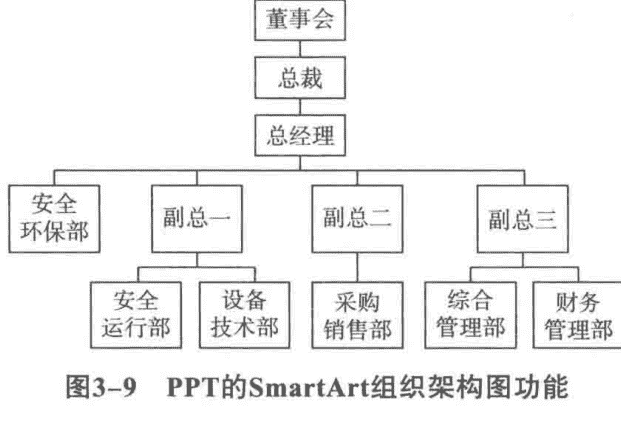 董事会
总裁
总经理
安全
环保部
副总一
副总二
副总三
安全
运行部
设备
技术部
采购
销售部
综合
管理部
财务
管理部
图3-9 PPT的SmartArt组织架构图功能